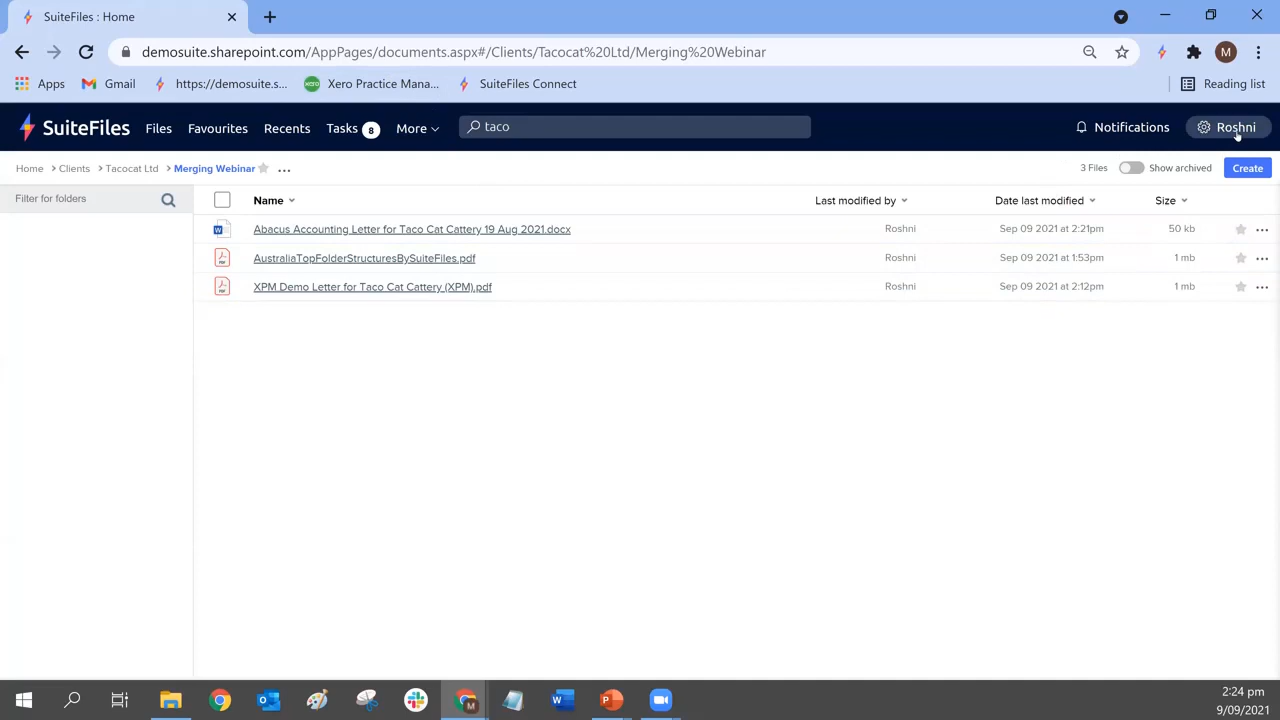 SuiteFiles : Home
demosuite.sharepoint.com/AppPages/documents.aspx#/Clients/Tacocat%20Ltd/Merging%20Webinar
M
Apps Gmail https://demosuite.s... Xero Practice Mana... SuiteFiles Connect Reading list
SuiteFiles Files Favourites Recents Tasks 8 More taco Notifications Roshni
Home > Clients > Tacocat Ltd > Merging Webinar ... 3 Files Show archived Create
Filter for folders
Name Last modified by Date last modified Size
Abacus Accounting Letter for Taco Cat Cattery 19 Aug 2021.docx Roshni Sep 09 2021 at 2:21pm 50 kb
AustraliaTopFolderStructuresBySuiteFiles.pdf Roshni Sep 09 2021 at 1:53pm 1 mb
XPM Demo Letter for Taco Cat Cattery (XPM).pdf Roshni Sep 09 2021 at 2:12pm 1 mb
2:24 pm
9/09/2021